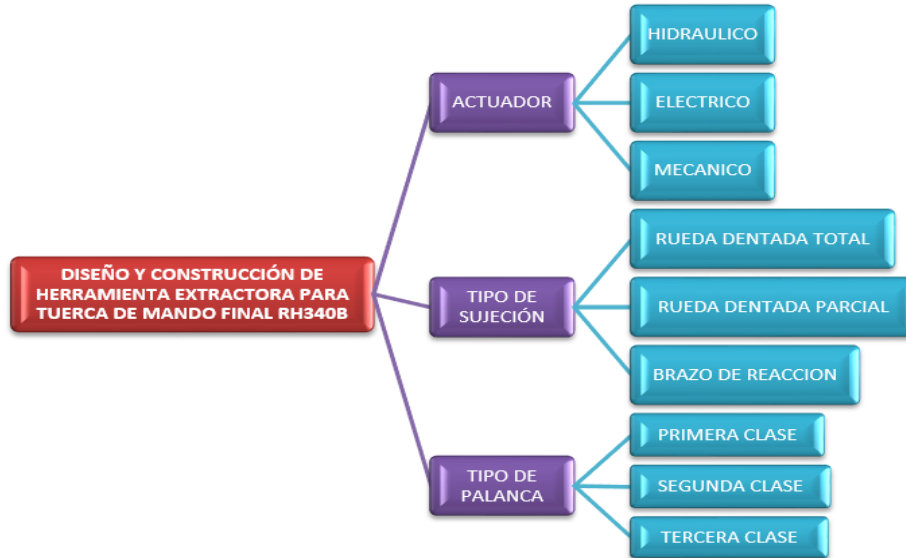 DISEÑO Y CONSTRUCCIÓN DE
HERRAMIENTA EXTRACTORA PARA
TUERCA DE MANDO FINAL RH340B
ACTUADOR
HIDRAULICO
ELECTRICO
MECANICO
TIPO DE
SUJECIÓN
RUEDA DENTADA TOTAL
RUEDA DENTADA PARCIAL
BRAZO DE REACCION
TIPO DE
PALANCA
PRIMERA CLASE
SEGUNDA CLASE
TERCERA CLASE